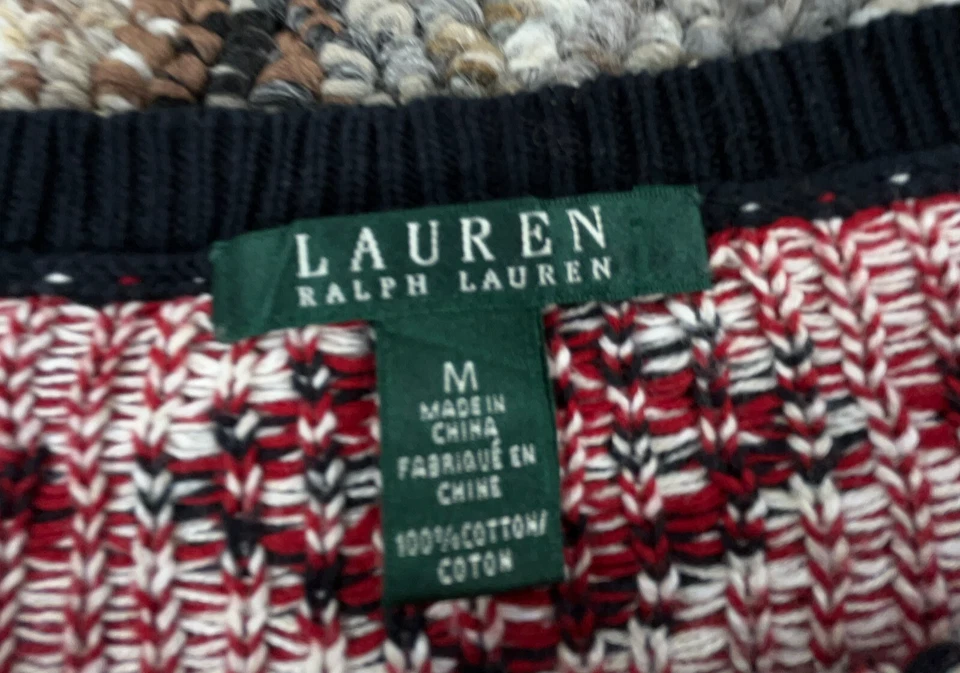 LAUREN
RALPH LAUREN
M
MADE IN
CHINA
FABRIQUÉ EN
CHINE
100%COTTON/
COTON